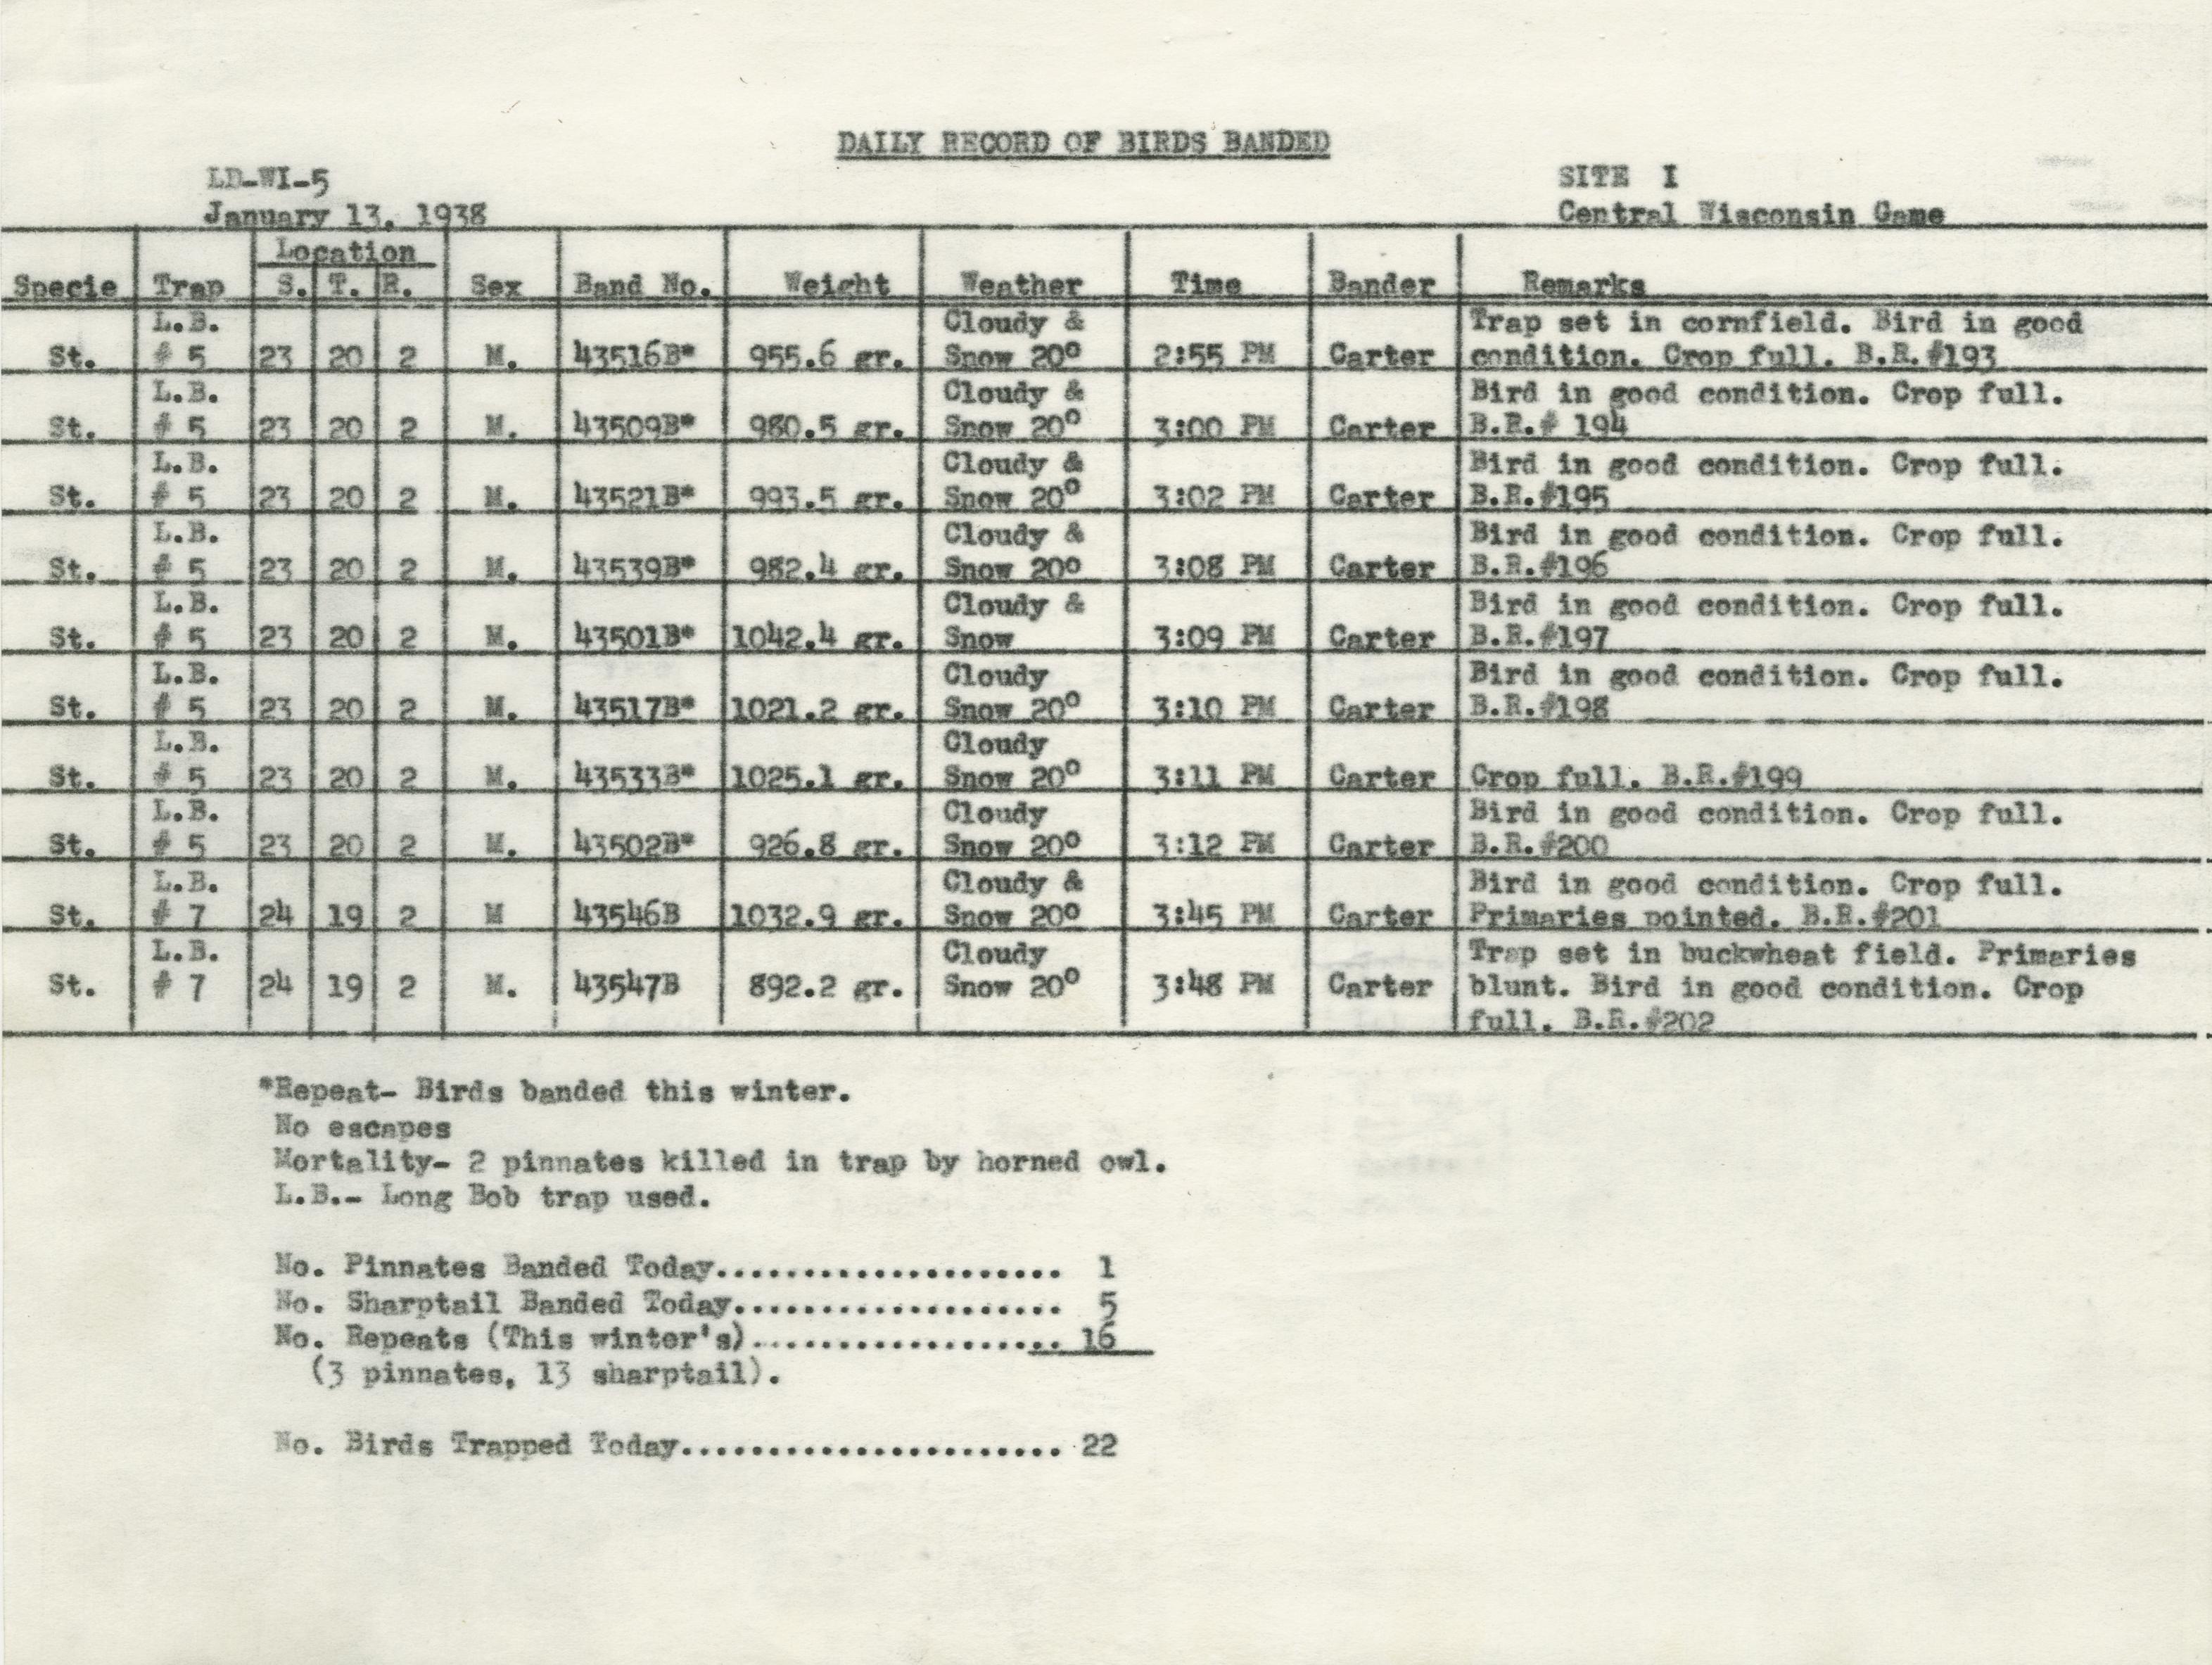 DAILY RECORD OF BIRDS BANDED
LD-WI-5 SITE I
January 13, 1938 Central Wisconsin Game
Location
Specie Trap S. T. R. Sex Band No. Weight Weather Time Bander Remarks
L.B. Cloudy & Trap set in cornfield. Bird in good
St. # 5 23 20 2 M. 43516B* 955.6 gr. Snow 20° 2:55 PM Carter condition. Crop full. B.R.#193
L.B. Cloudy & Bird in good condition. Crop full.
St. # 5 23 20 2 M. 43509B* 980.5 gr. Snow 20° 3:00 PM Carter B.R.# 194
L.B. Cloudy & Bird in good condition. Crop full.
St. # 5 23 20 2 M. 43521B* 993.5 gr. Snow 20° 3:02 PM Carter B.R.#195
L.B. Cloudy & Bird in good condition. Crop full.
St. # 5 23 20 2 M. 43539B* 982.4 gr. Snow 20° 3:08 PM Carter B.R.#196
L.B. Cloudy & Bird in good condition. Crop full.
St. # 5 23 20 2 M. 43501B* 1042.4 gr. Snow 3:09 PM Carter B.R.#197
L.B. Cloudy Bird in good condition. Crop full.
St. # 5 23 20 2 M. 43517B* 1021.2 gr. Snow 20° 3:10 PM Carter B.R.#198
L.B. Cloudy
St. # 5 23 20 2 M. 43533B* 1025.1 gr. Snow 20° 3:11 PM Carter Crop full. B.R.#199
L.B. Cloudy Bird in good condition. Crop full.
St. # 5 23 20 2 M. 43502B* 926.8 gr. Snow 20° 3:12 PM Carter B.R.#200
L.B. Cloudy & Bird in good condition. Crop full.
St. # 7 24 19 2 M 43546B 1032.9 gr. Snow 20° 3:45 PM Carter Primaries pointed. B.R.#201
L.B. Cloudy Trap set in buckwheat field. Primaries
St. # 7 24 19 2 M. 43547B 892.2 gr. Snow 20° 3:48 PM Carter blunt. Bird in good condition. Crop
full. B.R.#202
*Repeat- Birds banded this winter.
No escapes
Mortality- 2 pinnates killed in trap by horned owl.
L.B.- Long Bob trap used.
No. Pinnates Banded Today.................... 1
No. Sharptail Banded Today................... 5
No. Repeats (This winter's).................. 16
(3 pinnates, 13 sharptail).
No. Birds Trapped Today...................... 22